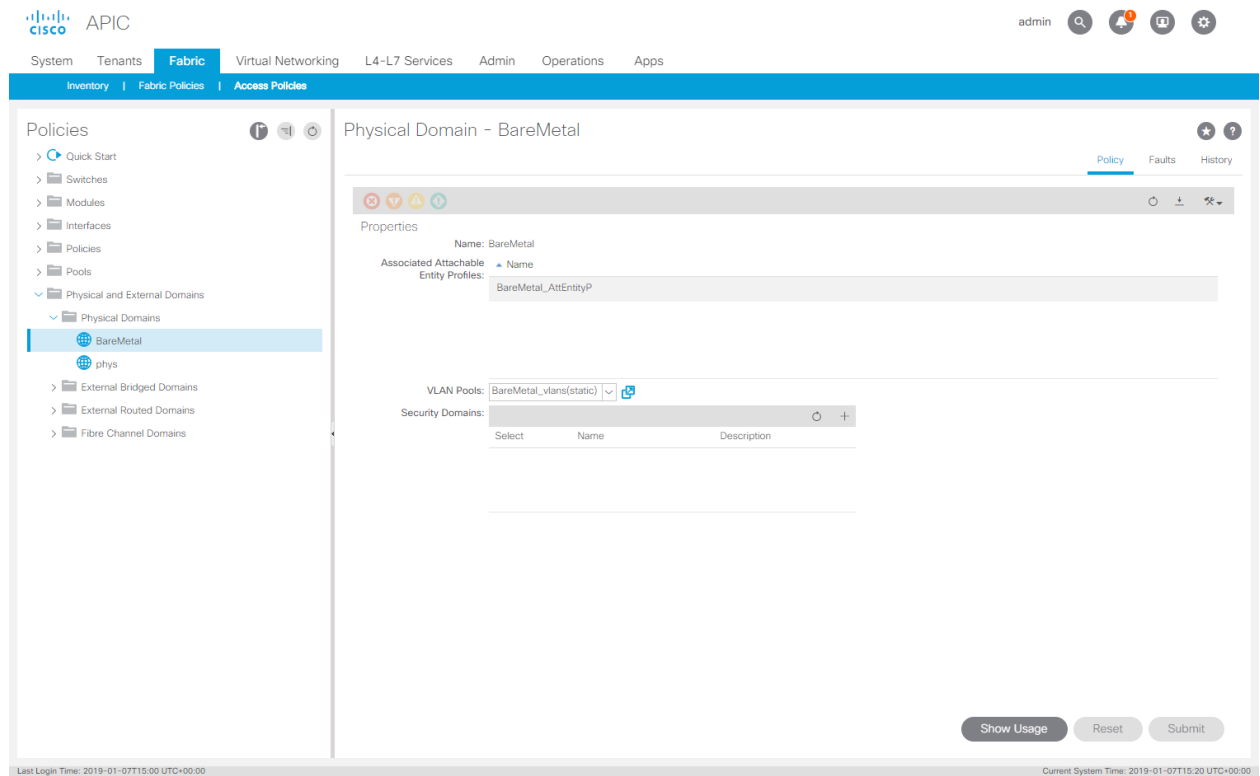 cisco APIC
admin
1
System Tenants Fabric Virtual Networking L4-L7 Services Admin Operations Apps
Inventory | Fabric Policies | Access Policies
Policies
Quick Start
Switches
Modules
Interfaces
Policies
Pools
Physical and External Domains
Physical Domains
BareMetal
phys
External Bridged Domains
External Routed Domains
Fibre Channel Domains
Physical Domain - BareMetal
Policy Faults History
Properties
Name: BareMetal
Associated Attachable
Entity Profiles:
Name
BareMetal_AttEntityP
VLAN Pools: BareMetal_vlans(static)
Security Domains:
Select Name Description
Show Usage Reset Submit
Last Login Time: 2019-01-07T15:00 UTC+00:00
Current System Time: 2019-01-07T15:20 UTC+00:00